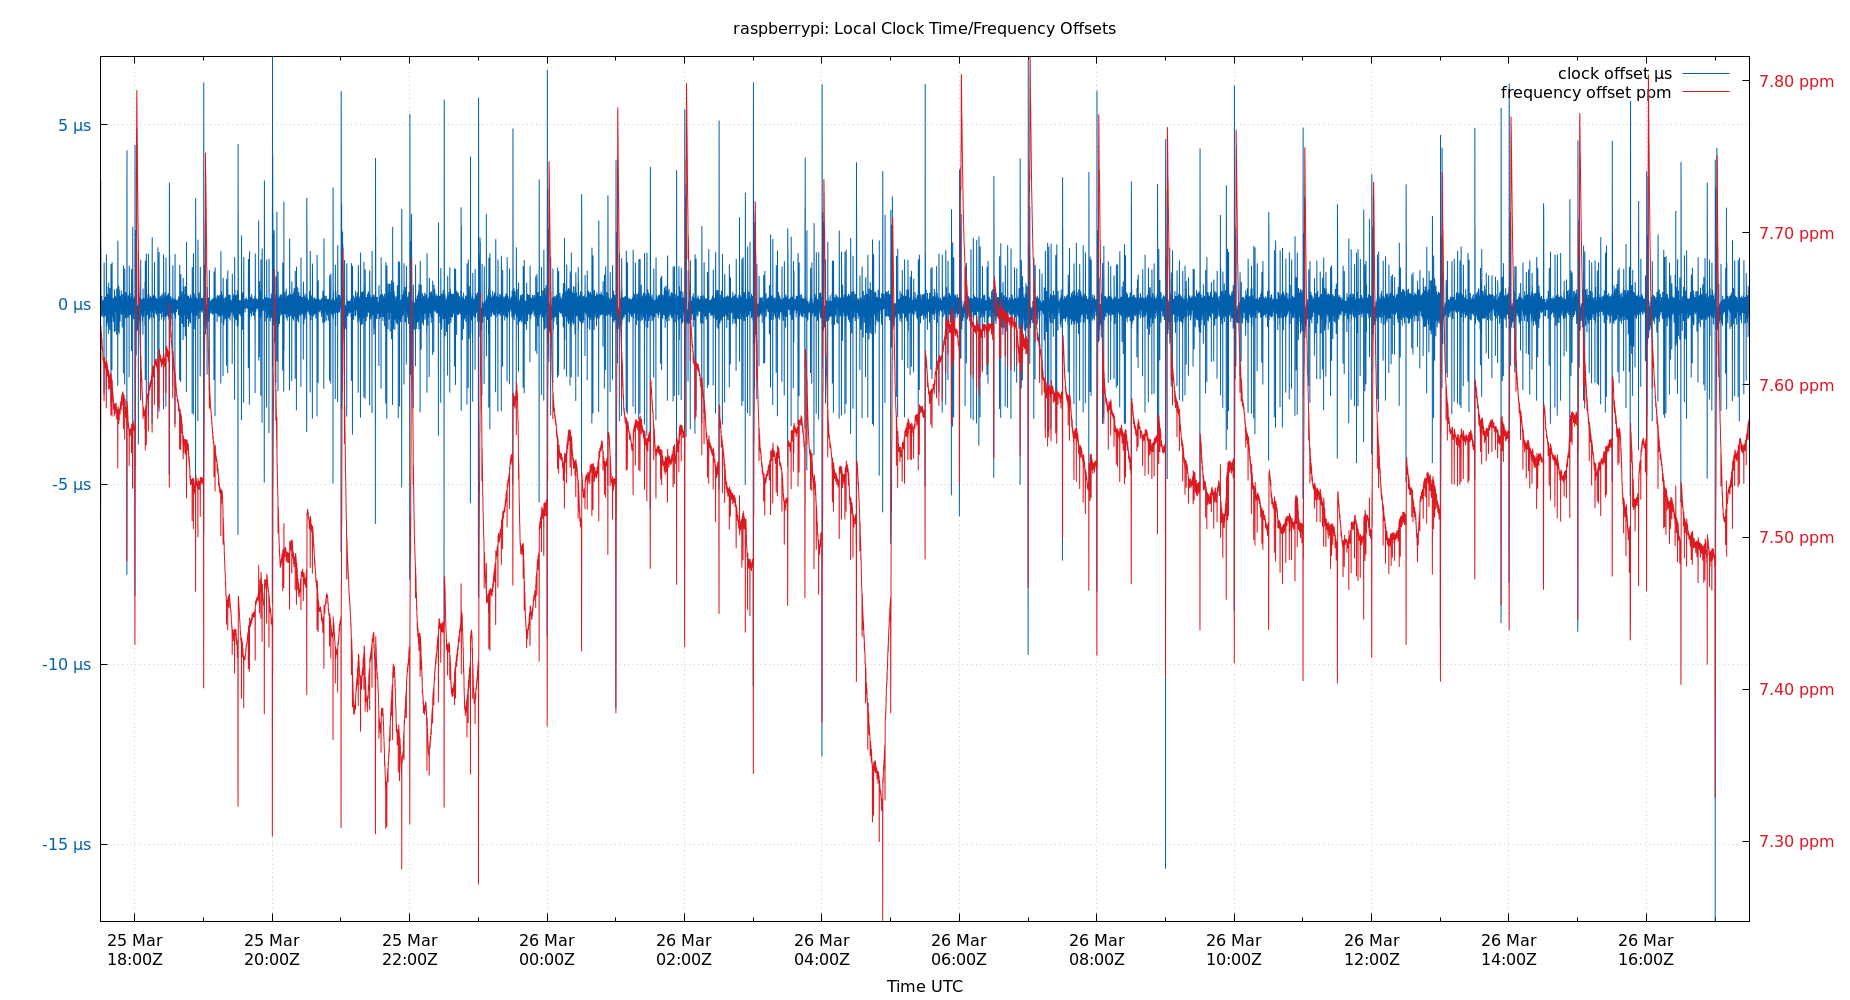 raspberrypi: Local Clock Time/Frequency Offsets
clock offset µs
frequency offset ppm
5 µs
0 µs
-5 µs
-10 µs
-15 µs
7.80 ppm
7.70 ppm
7.60 ppm
7.50 ppm
7.40 ppm
7.30 ppm
25 Mar 25 Mar 25 Mar 26 Mar 26 Mar 26 Mar 26 Mar 26 Mar 26 Mar 26 Mar 26 Mar 26 Mar
18:00Z 20:00Z 22:00Z 00:00Z 02:00Z 04:00Z 06:00Z 08:00Z 10:00Z 12:00Z 14:00Z 16:00Z
Time UTC